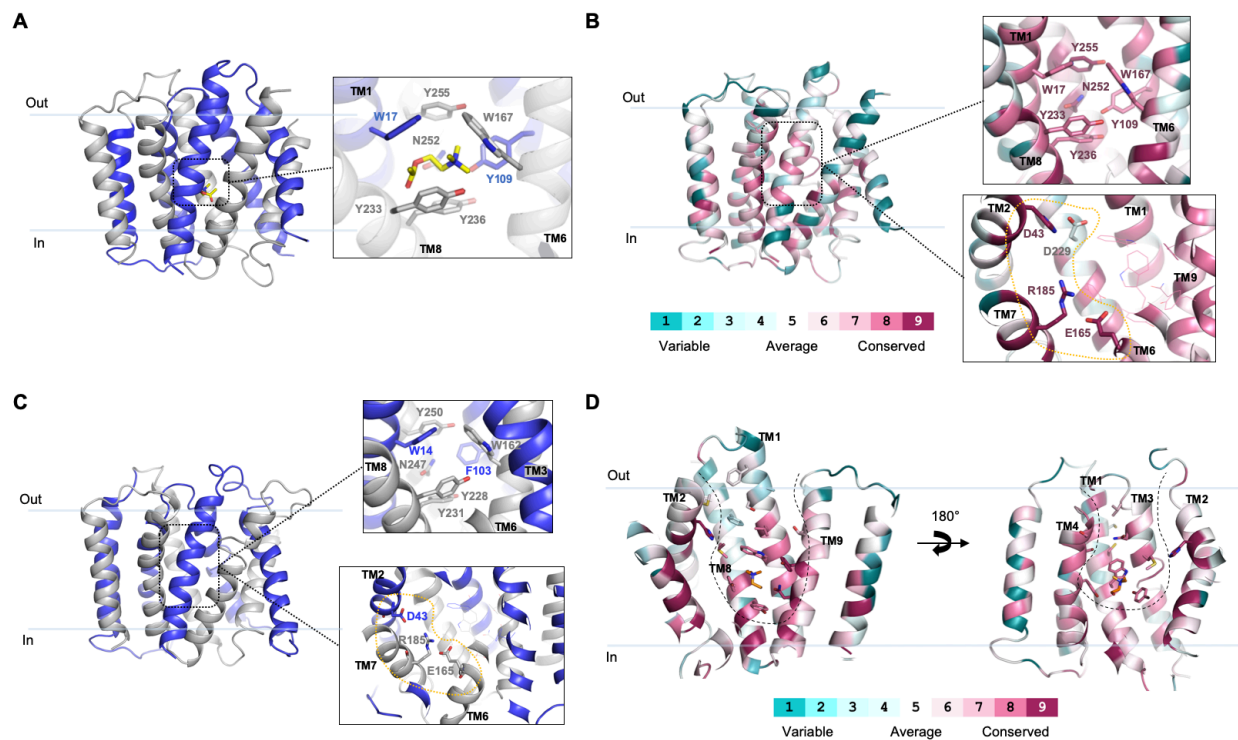 A
Out
In
TM1
Y255
W17
W167
N252
Y109
Y233
Y236
TM8
TM6
B
Out
In
TM1
Y255
W167
W17
N252
Y233
Y109
TM6
TM8
Y236
TM2
TM1
D43
D229
TM9
R185
TM7
E165
TM6
1 2 3 4 5 6 7 8 9
Variable Average Conserved
C
Out
In
Y250
W14
W162
TM8
N247
F103
TM3
Y228
Y231
TM6
TM2
D43
R185
TM7
E165
TM6
D
Out
In
TM1
TM2
TM9
TM8
180°
TM1
TM3
TM2
TM4
1 2 3 4 5 6 7 8 9
Variable Average Conserved